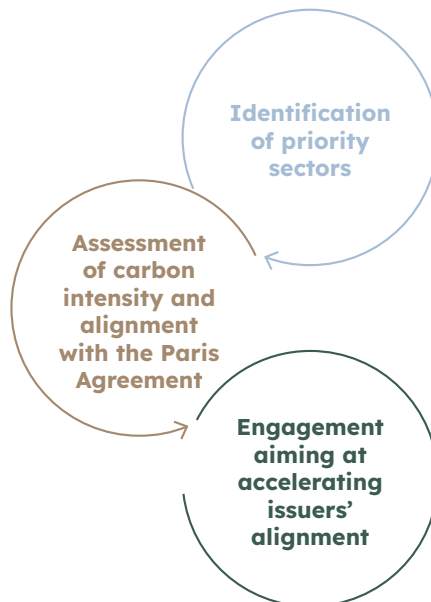 Identification
of priority
sectors
Assessment
of carbon
intensity and
alignment
with the Paris
Agreement
Engagement
aiming at
accelerating
issuers’
alignment